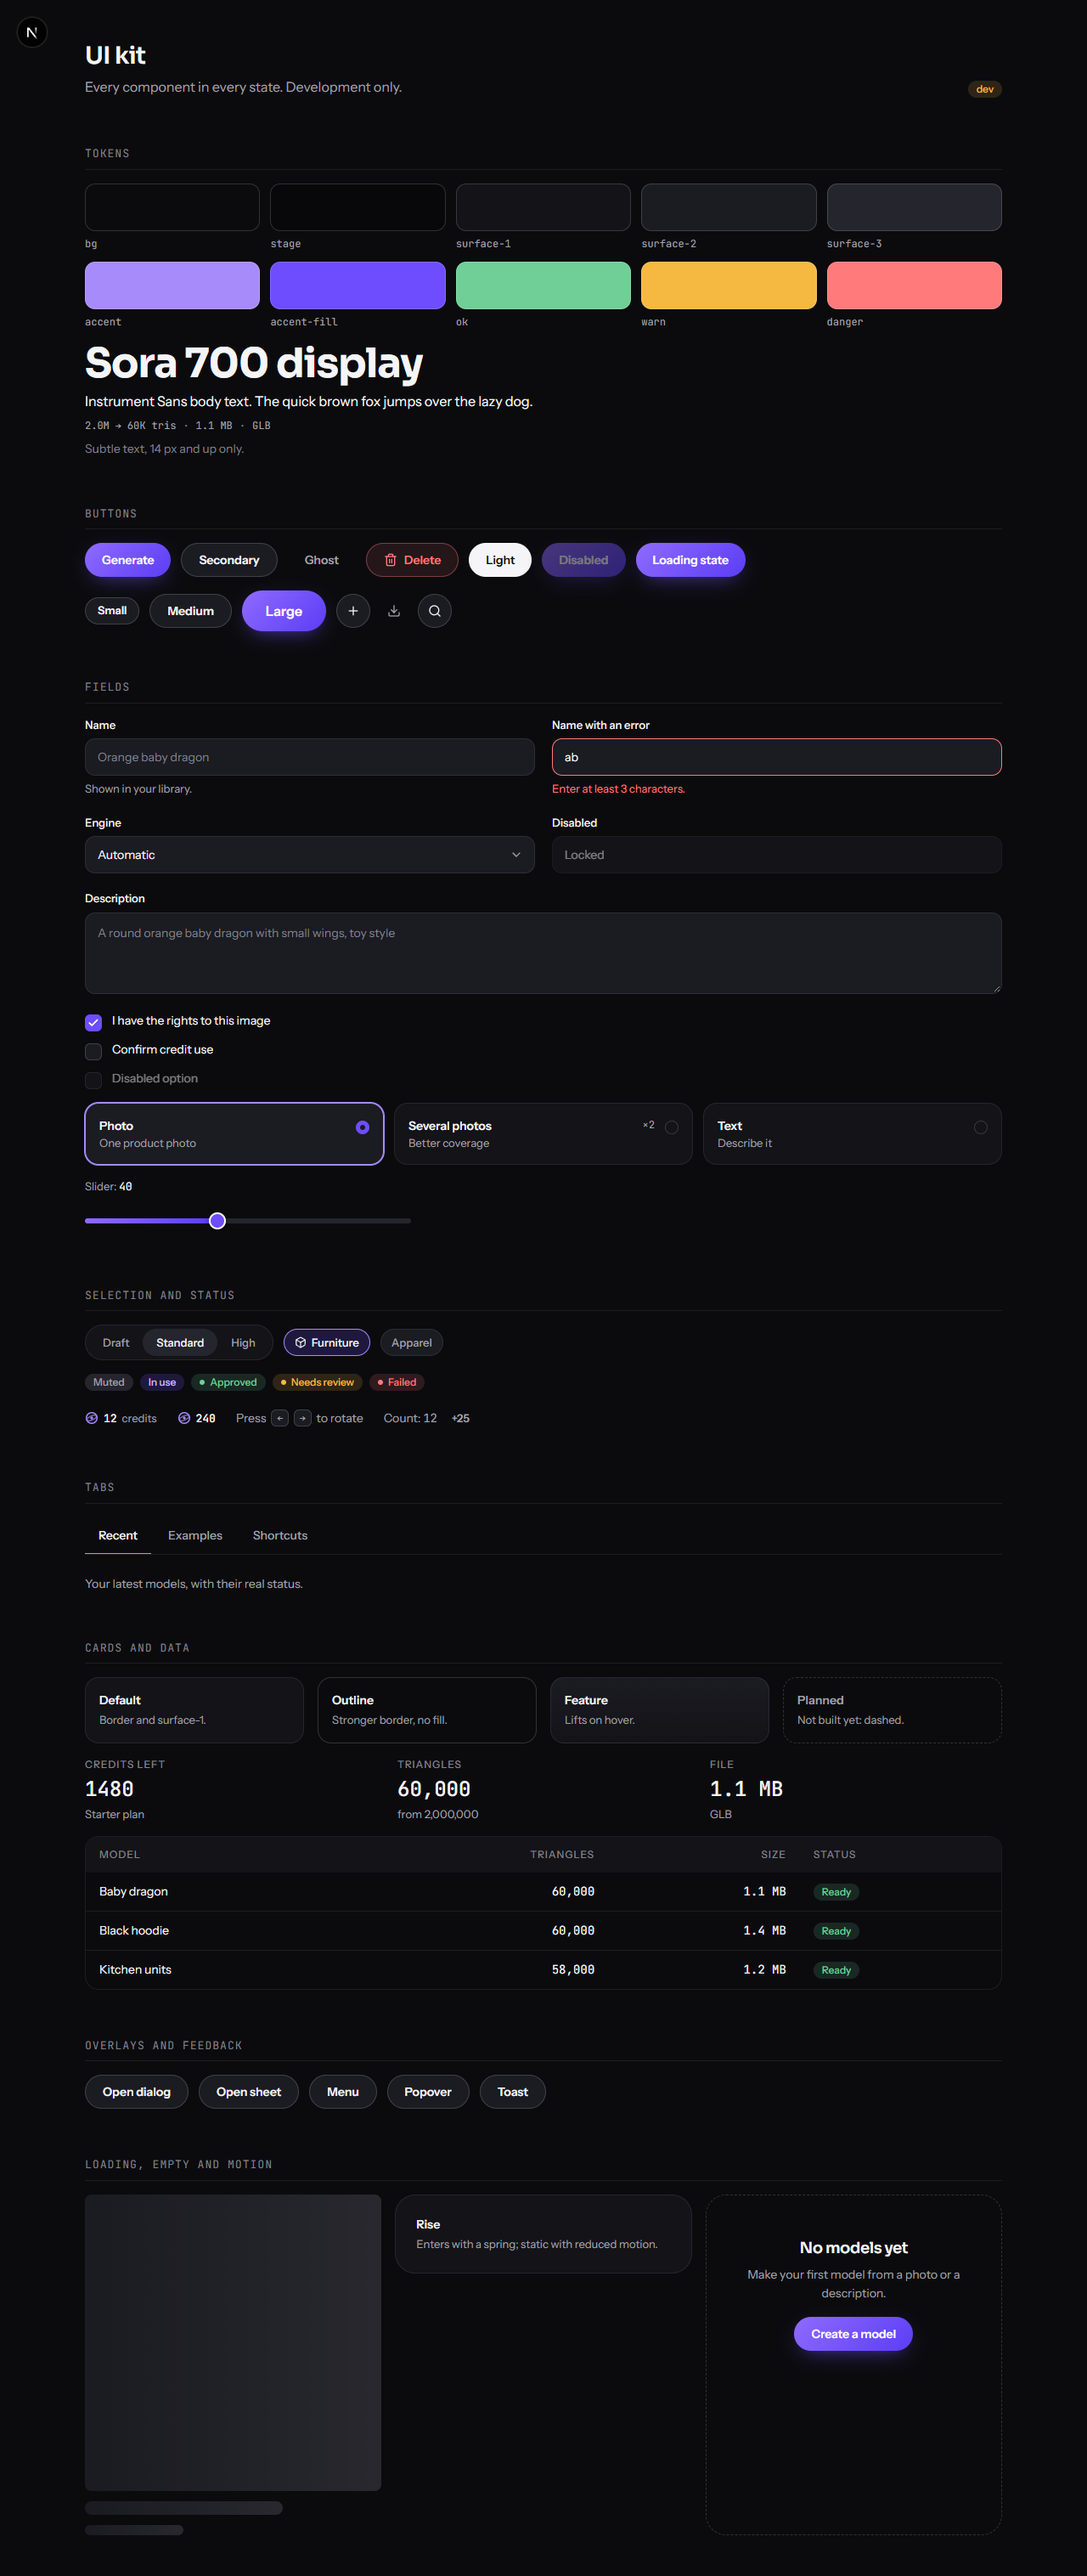 N
UI kit
Every component in every state. Development only.
dev
TOKENS
bg
stage
surface-1
surface-2
surface-3
accent
accent-fill
ok
warn
danger
Sora 700 display
Instrument Sans body text. The quick brown fox jumps over the lazy dog.
2.0M → 60K tris · 1.1 MB · GLB
Subtle text, 14 px and up only.
BUTTONS
Generate
Secondary
Ghost
Delete
Light
Disabled
Loading state
Small
Medium
Large
FIELDS
Name
Name with an error
Orange baby dragon
ab
Shown in your library.
Enter at least 3 characters.
Engine
Disabled
Automatic
Locked
Description
A round orange baby dragon with small wings, toy style
I have the rights to this image
Confirm credit use
Disabled option
Photo
One product photo
Several photos
×2
Better coverage
Text
Describe it
Slider: 40
SELECTION AND STATUS
Draft
Standard
High
Furniture
Apparel
Muted
In use
Approved
Needs review
Failed
12 credits
240
Press ← → to rotate
Count: 12
+25
TABS
Recent
Examples
Shortcuts
Your latest models, with their real status.
CARDS AND DATA
Default
Border and surface-1.
Outline
Stronger border, no fill.
Feature
Lifts on hover.
Planned
Not built yet: dashed.
CREDITS LEFT
1480
Starter plan
TRIANGLES
60,000
from 2,000,000
FILE
1.1 MB
GLB
MODEL TRIANGLES SIZE STATUS
Baby dragon 60,000 1.1 MB Ready
Black hoodie 60,000 1.4 MB Ready
Kitchen units 58,000 1.2 MB Ready
OVERLAYS AND FEEDBACK
Open dialog
Open sheet
Menu
Popover
Toast
LOADING, EMPTY AND MOTION
Rise
Enters with a spring; static with reduced motion.
No models yet
Make your first model from a photo or a
description.
Create a model